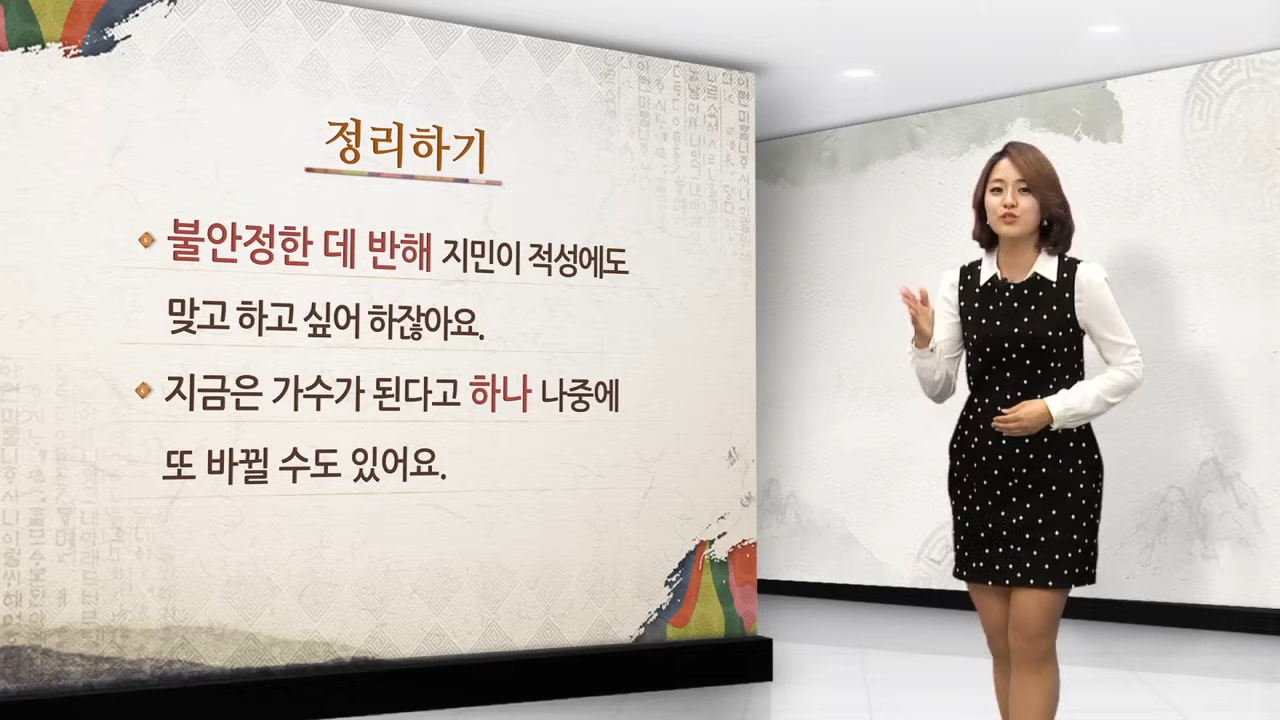 정리하기
불안정한 데 반해 지민이 적성에도
맞고 하고 싶어 하잖아요.
지금은 가수가 된다고 하나 나중에
또 바뀔 수도 있어요.